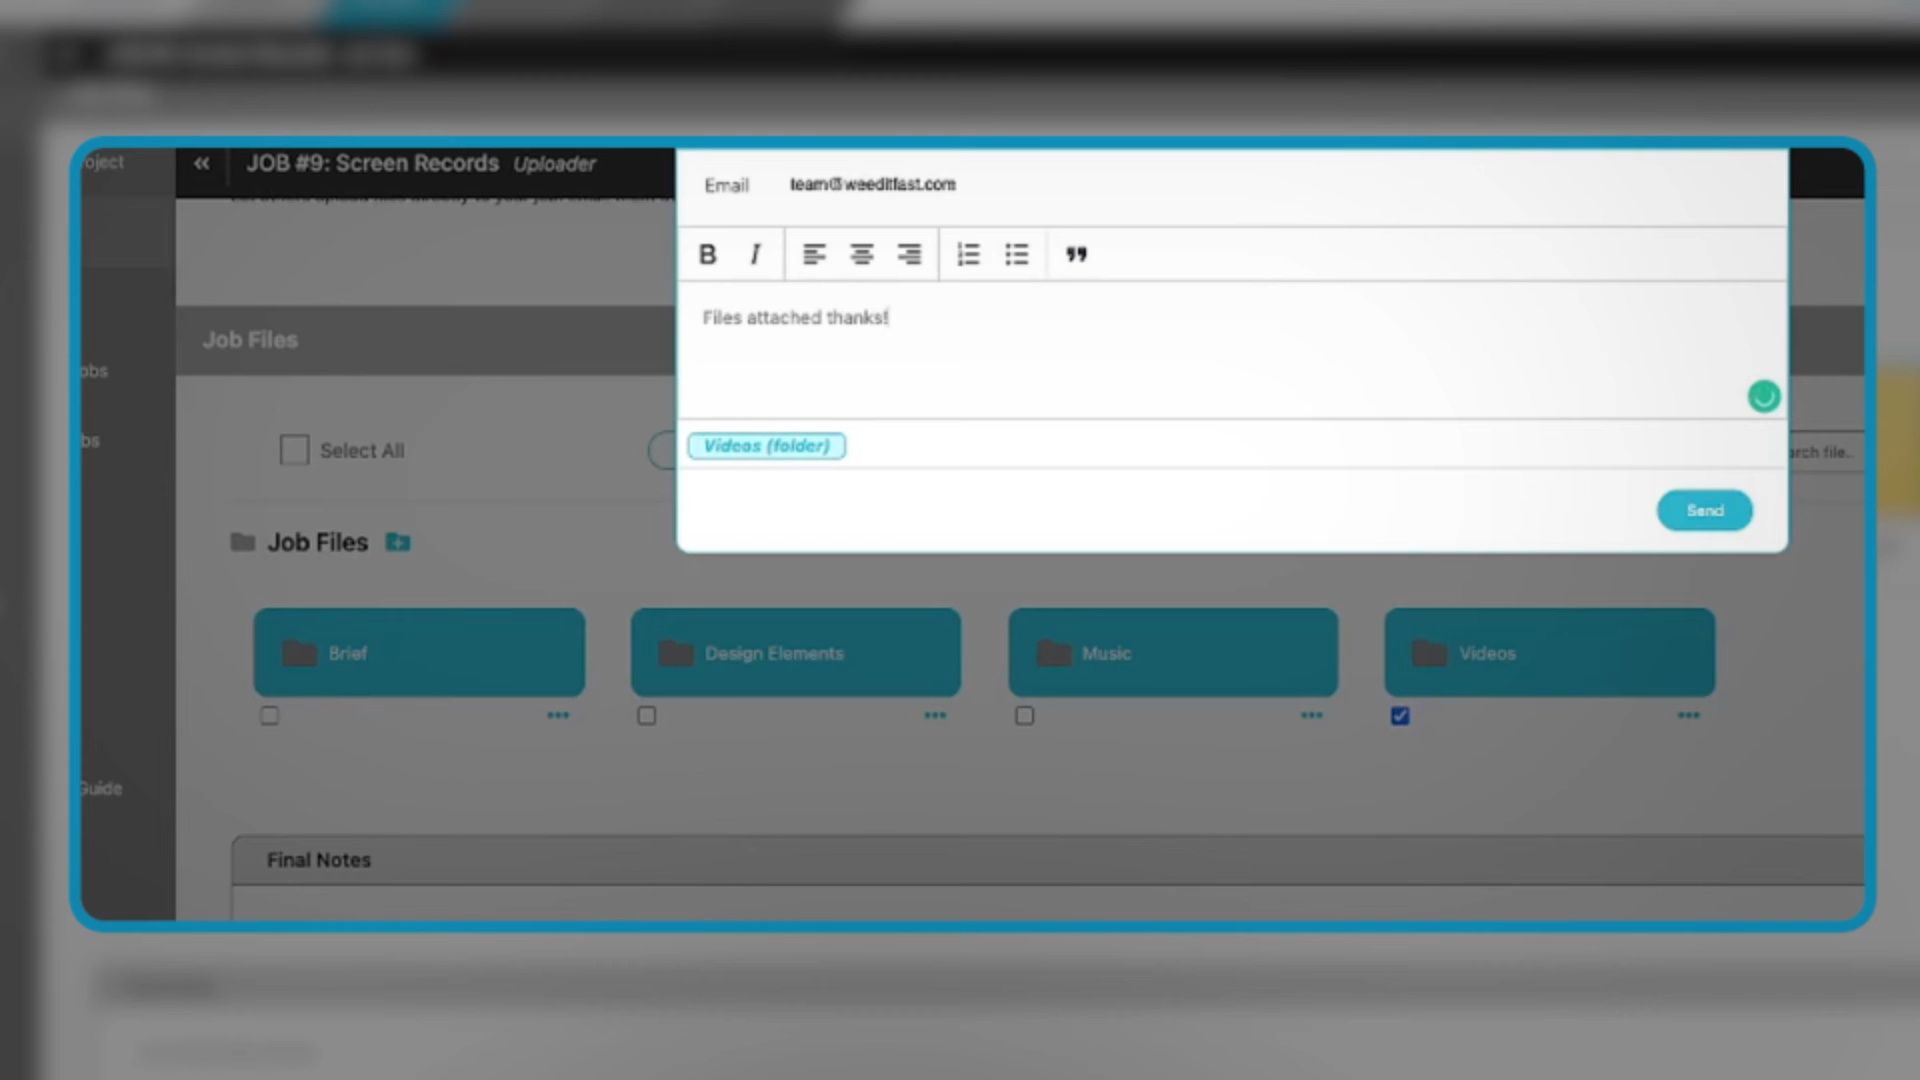 oject
« JOB #9: Screen Records Uploader
Email team@weeditfast.com
B I
Files attached thanks!
Job Files
obs
bs
Select All
Videos (folder)
arch file..
Send
Job Files
Brief
Design Elements
Music
Videos
Guide
Final Notes